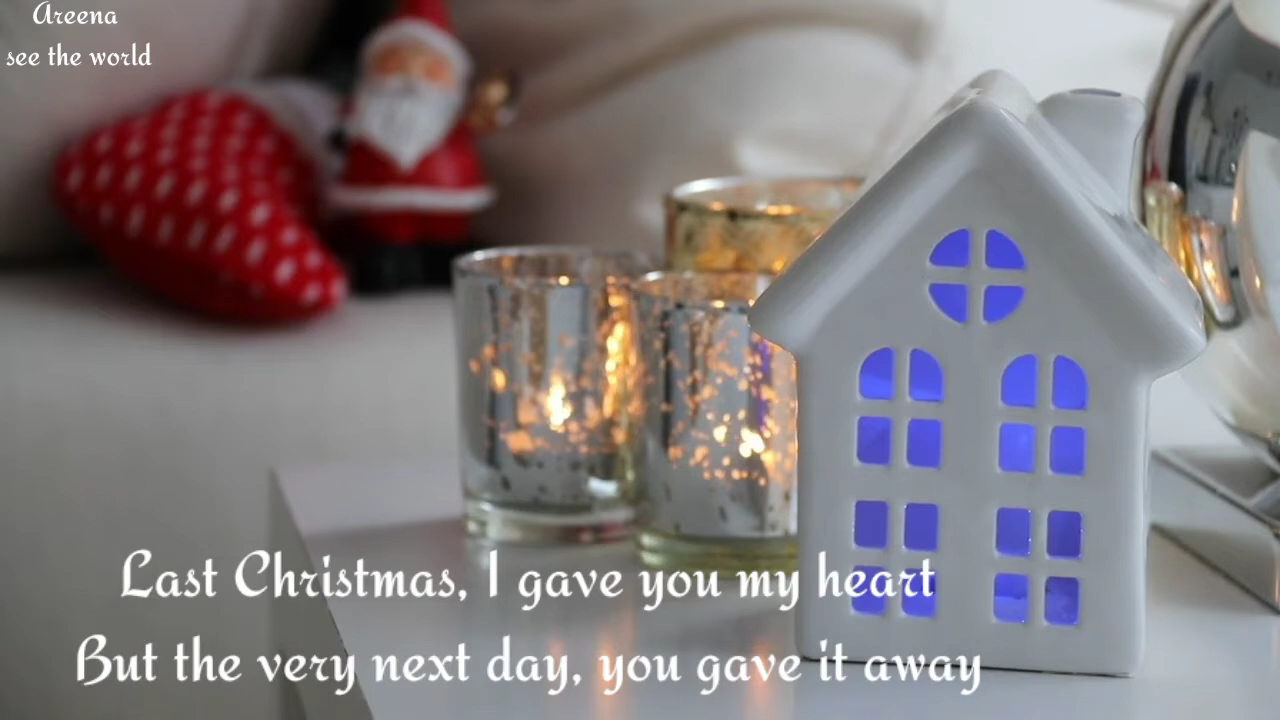 Areena
see the world
Last Christmas, I gave you my heart
But the very next day, you gave it away